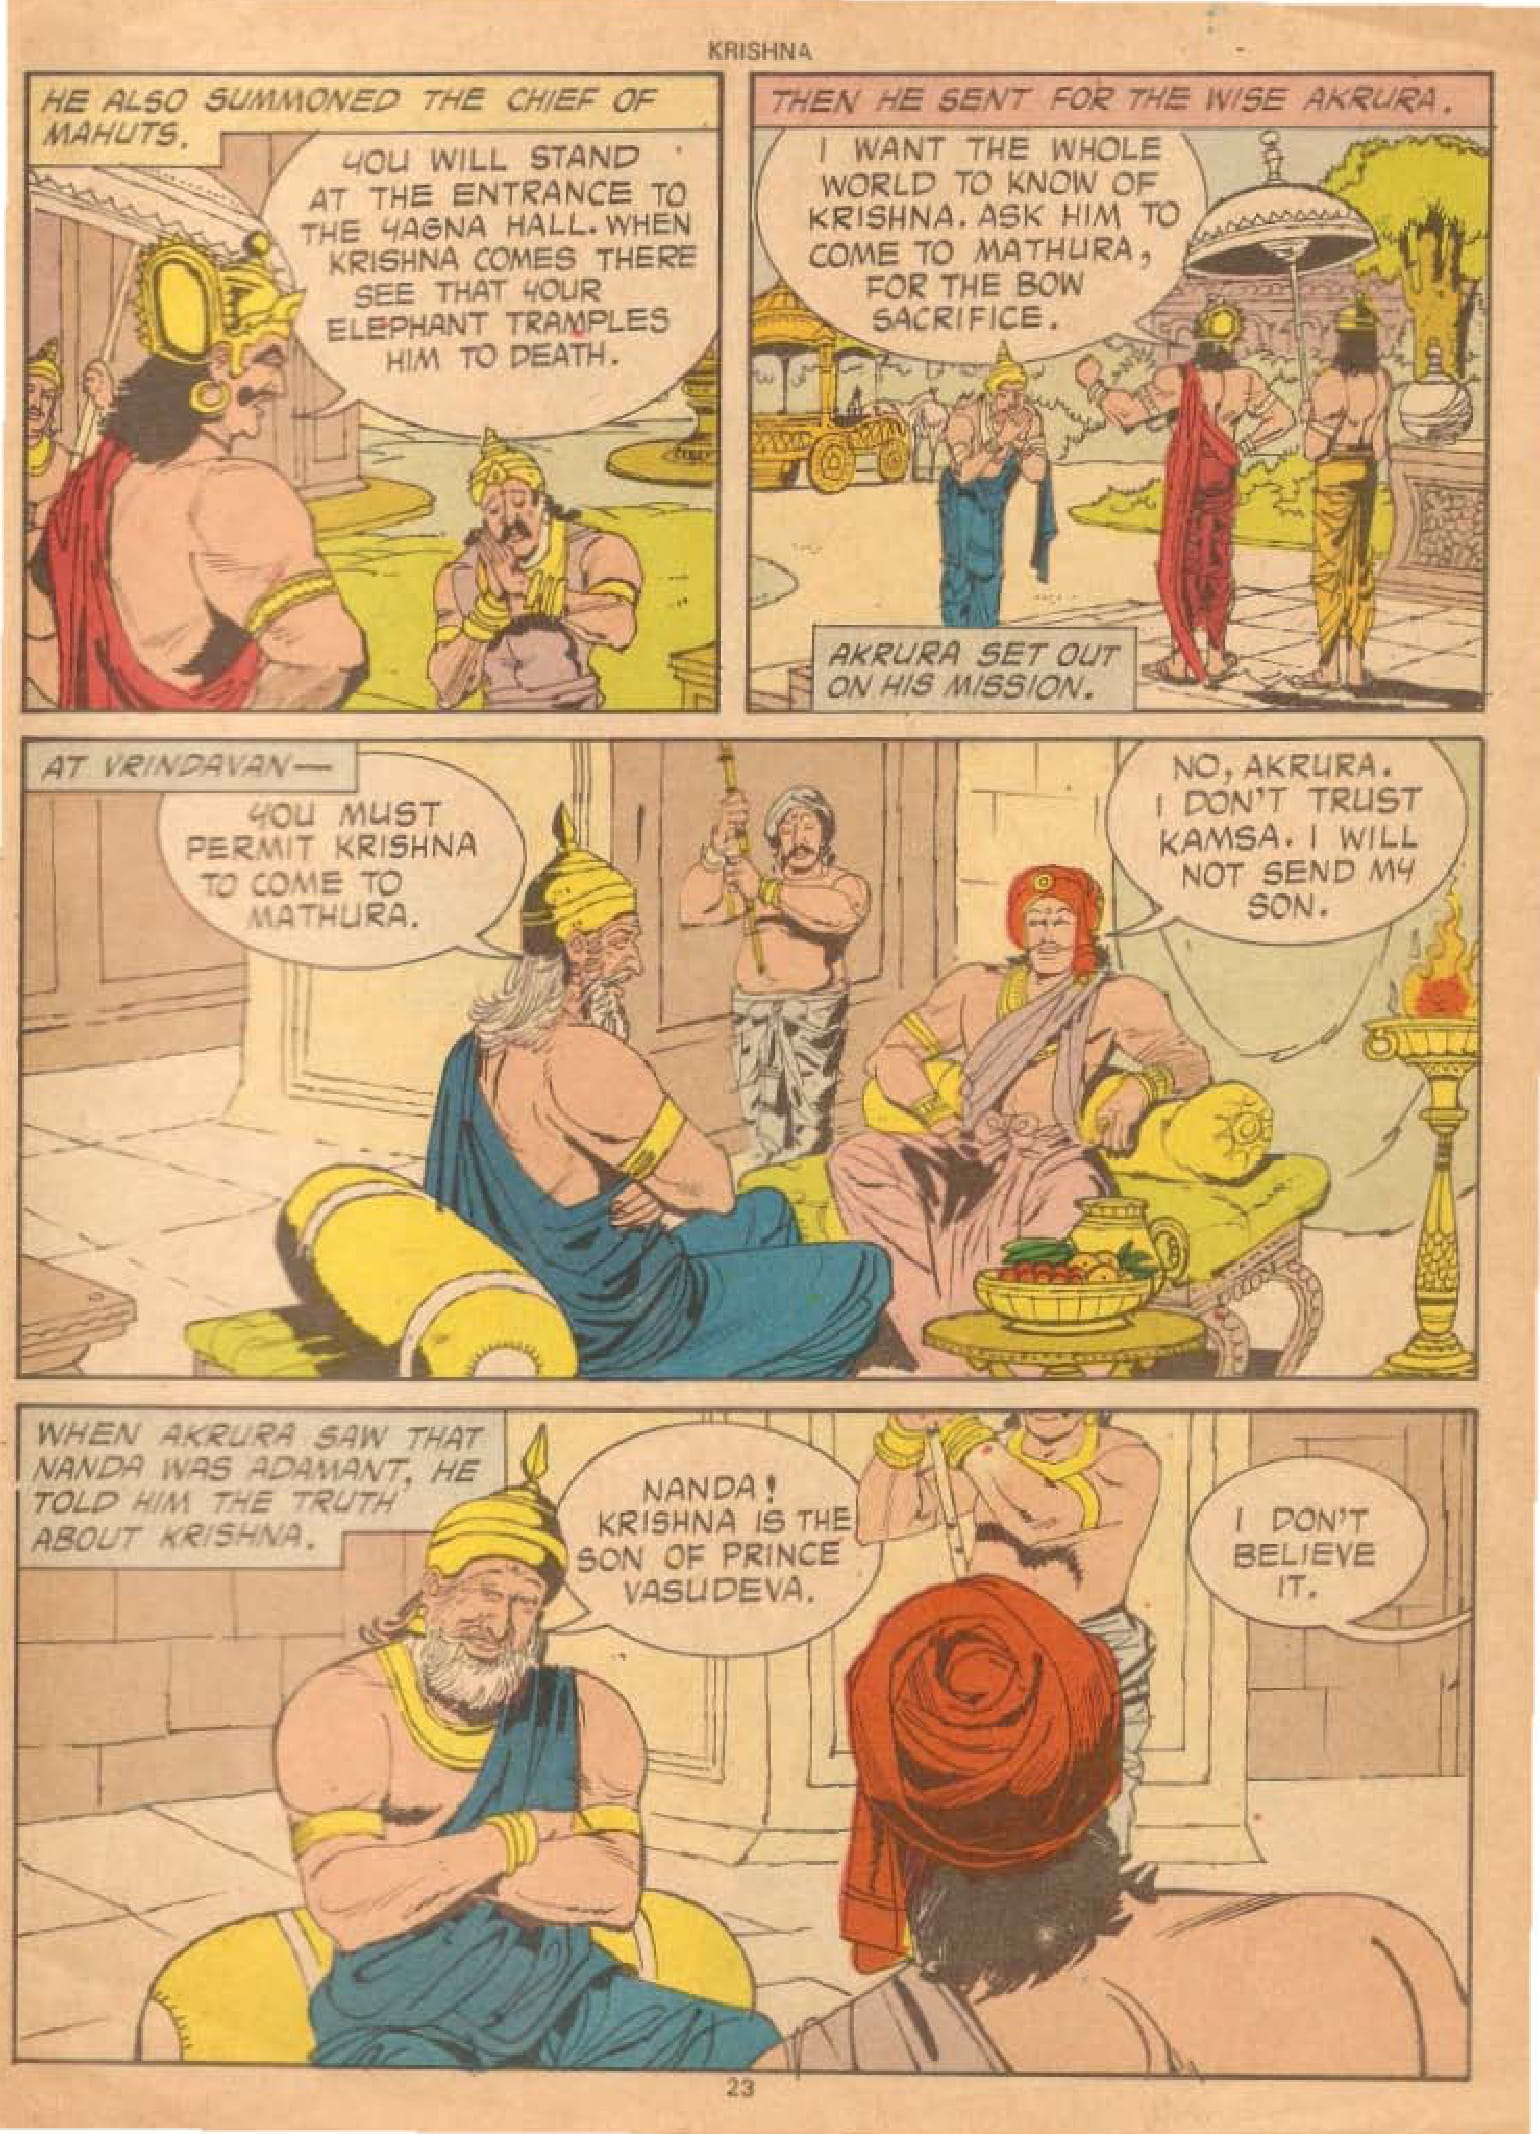 KRISHNA
HE ALSO SUMMONED THE CHIEF OF
MAHUTS.
YOU WILL STAND
AT THE ENTRANCE TO
THE YAGNA HALL. WHEN
KRISHNA COMES THERE
SEE THAT YOUR
ELEPHANT TRAMPLES
HIM TO DEATH.
THEN HE SENT FOR THE WISE AKRURA.
I WANT THE WHOLE
WORLD TO KNOW OF
KRISHNA. ASK HIM TO
COME TO MATHURA,
FOR THE BOW
SACRIFICE.
AKRURA SET OUT
ON HIS MISSION.
AT VRINDAVAN—
YOU MUST
PERMIT KRISHNA
TO COME TO
MATHURA.
NO, AKRURA.
I DON'T TRUST
KAMSA. I WILL
NOT SEND MY
SON.
WHEN AKRURA SAW THAT
NANDA WAS ADAMANT, HE
TOLD HIM THE TRUTH
ABOUT KRISHNA.
NANDA!
KRISHNA IS THE
SON OF PRINCE
VASUDEVA.
I DON'T
BELIEVE
IT.
23